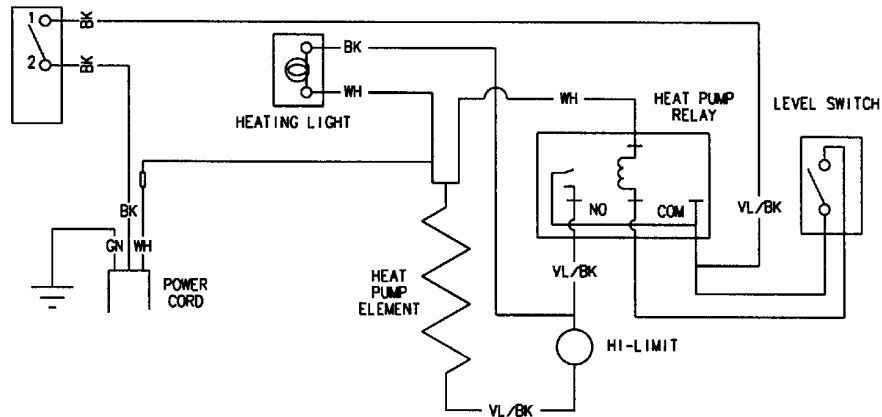 1
BK
2
BK
BK
WH
HEATING LIGHT
WH
HEAT PUMP
RELAY
LEVEL SWITCH
NO
COM
VL/BK
BK
GN
WH
POWER
CORD
HEAT
PUMP
ELEMENT
VL/BK
HI-LIMIT
VL/BK